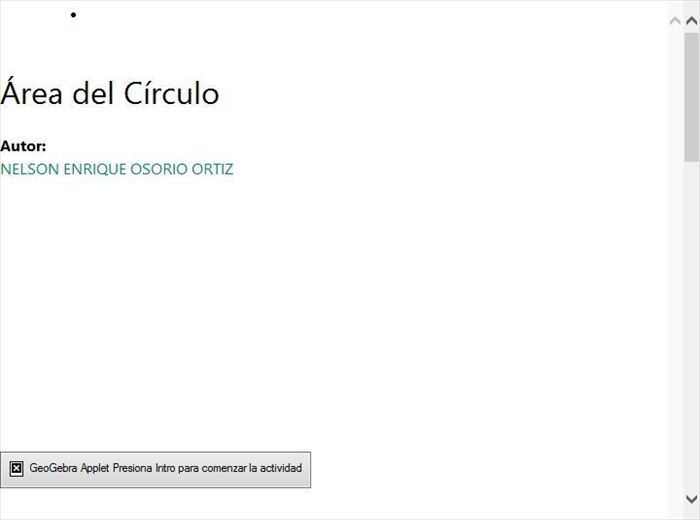 Área del Círculo
Autor:
NELSON ENRIQUE OSORIO ORTIZ
GeoGebra Applet Presiona Intro para comenzar la actividad